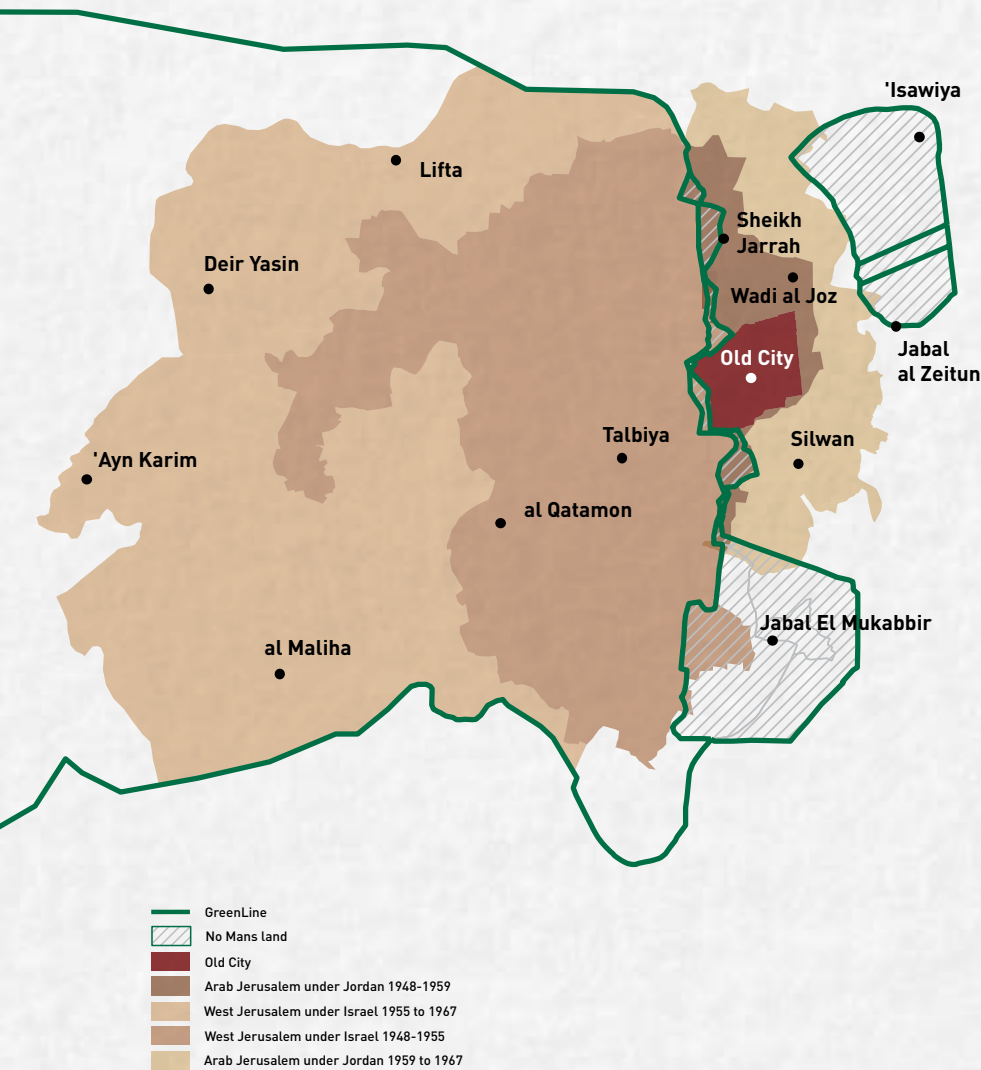 'Isawiya
Lifta
Sheikh
Jarrah
Deir Yasin
Wadi al Joz
Jabal
al Zeitun
Old City
Talbiya
Silwan
'Ayn Karim
al Qatamon
Jabal El Mukabbir
al Maliha
GreenLine
No Mans land
Old City
Arab Jerusalem under Jordan 1948-1959
West Jerusalem under Israel 1955 to 1967
West Jerusalem under Israel 1948-1955
Arab Jerusalem under Jordan 1959 to 1967